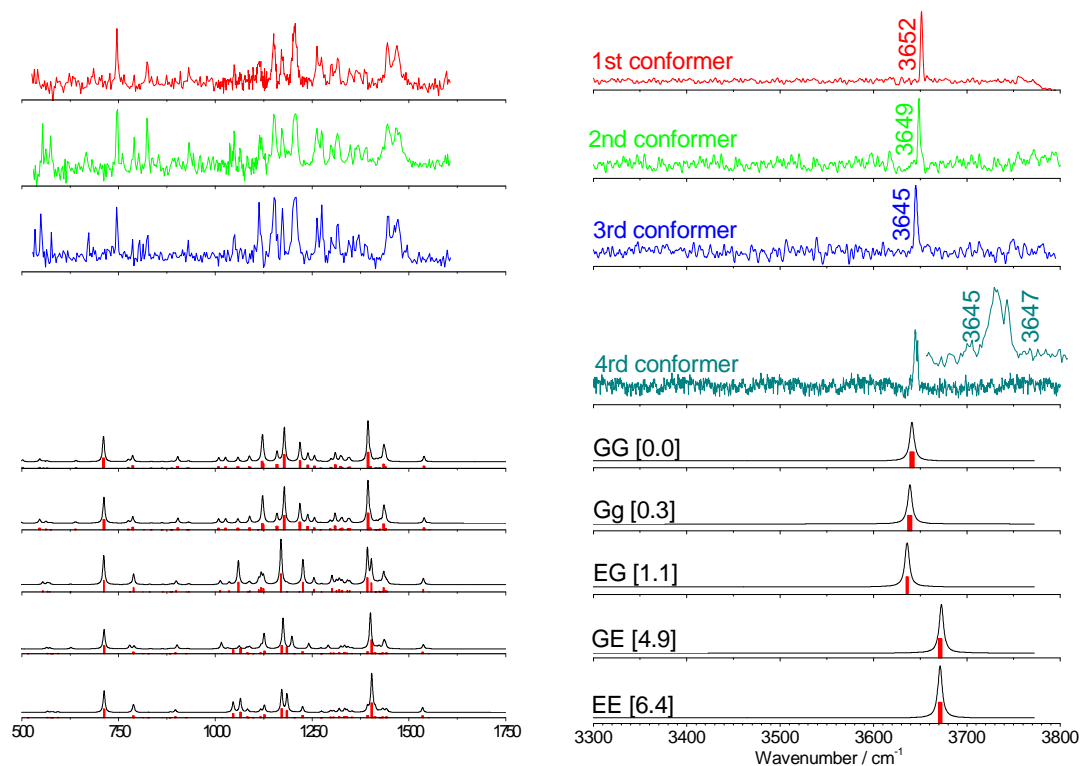 1st conformer
3652
2nd conformer
3649
3rd conformer
3645
4rd conformer
3645
3647
GG [0.0]
Gg [0.3]
EG [1.1]
GE [4.9]
EE [6.4]
500 750 1000 1250 1500 1750
3300 3400 3500 3600 3700 3800
Wavenumber / cm⁻¹